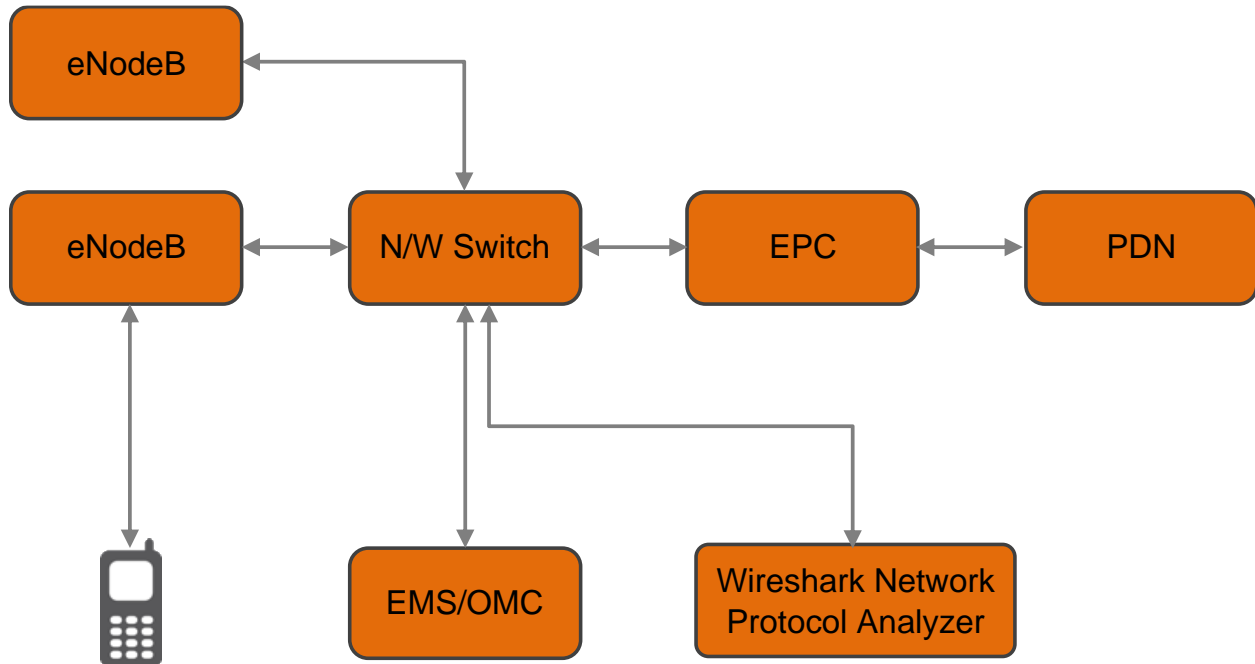 eNodeB
eNodeB
N/W Switch
EPC
PDN
EMS/OMC
Wireshark Network
Protocol Analyzer